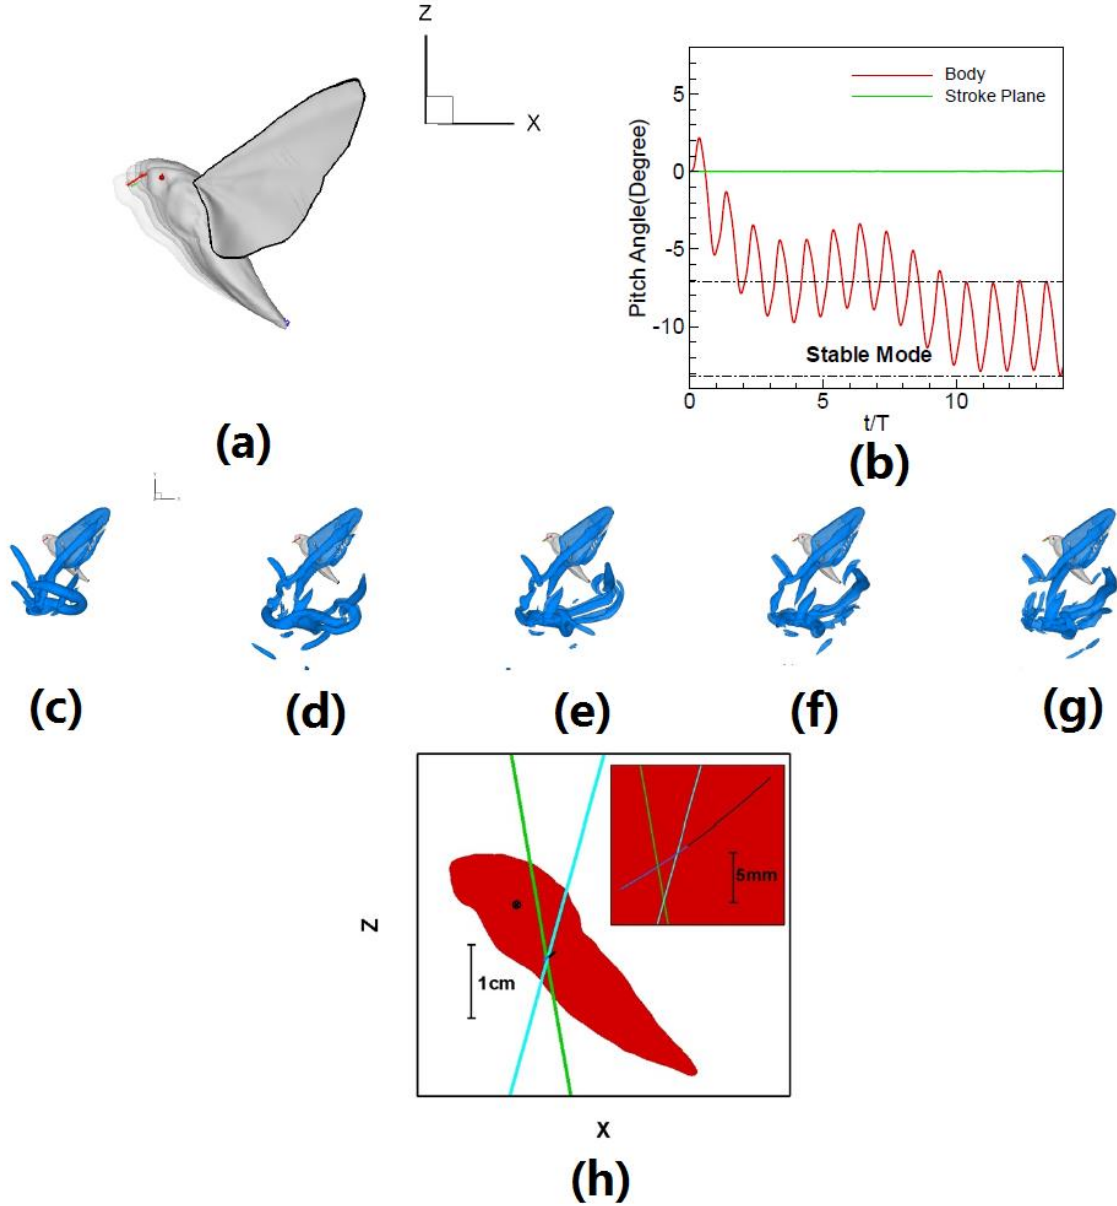 Z
X
(a)
Body
Stroke Plane
Pitch Angle(Degree)
5
0
-5
-10
Stable Mode
0
5
10
t/T
(b)
(c)
(d)
(e)
(f)
(g)
Z
1cm
5mm
X
(h)